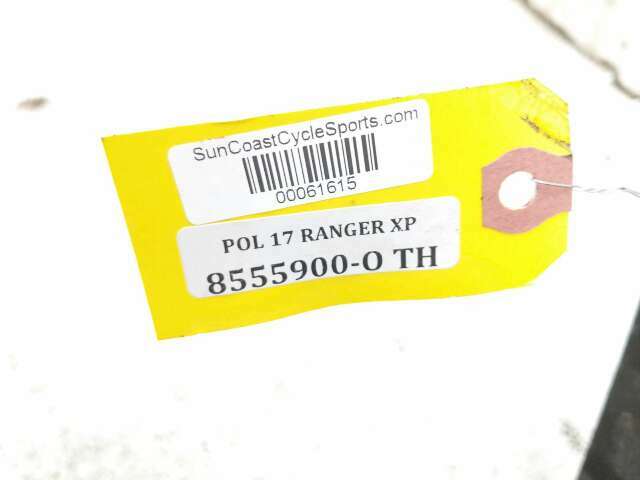 SunCoastCycleSports.com
00061615
POL 17 RANGER XP
8555900-O TH